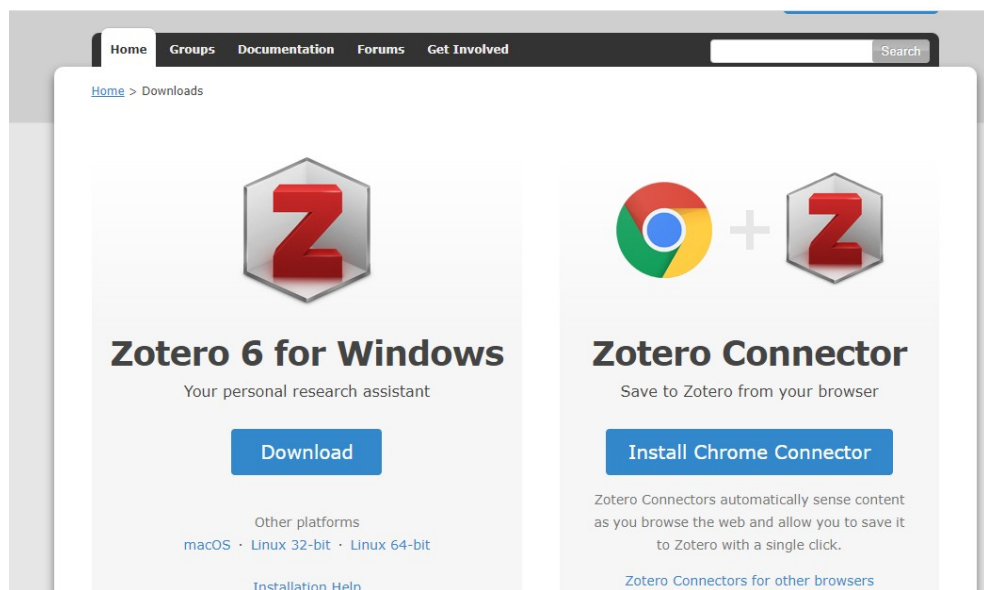 Home Groups Documentation Forums Get Involved
Search
Home > Downloads
Z
Z
Zotero 6 for Windows
Your personal research assistant
Download
Other platforms
macOS · Linux 32-bit · Linux 64-bit
Installation Help
Zotero Connector
Save to Zotero from your browser
Install Chrome Connector
Zotero Connectors automatically sense content
as you browse the web and allow you to save it
to Zotero with a single click.
Zotero Connectors for other browsers